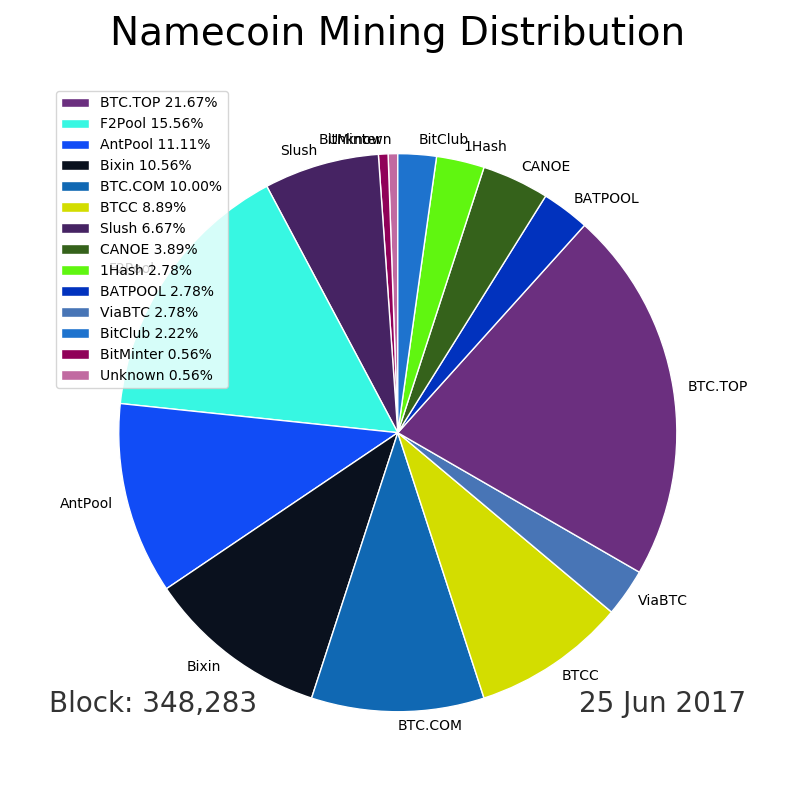 Namecoin Mining Distribution
BTC.TOP 21.67%
F2Pool 15.56%
AntPool 11.11%
Bixin 10.56%
BTC.COM 10.00%
BTCC 8.89%
Slush 6.67%
CANOE 3.89%
1Hash 2.78%
BATPOOL 2.78%
ViaBTC 2.78%
BitClub 2.22%
BitMinter 0.56%
Unknown 0.56%
Slush
BitMinter
Unknown
BitClub
1Hash
CANOE
BATPOOL
F2Pool
BTC.TOP
AntPool
ViaBTC
Bixin
BTCC
BTC.COM
Block: 348,283
25 Jun 2017